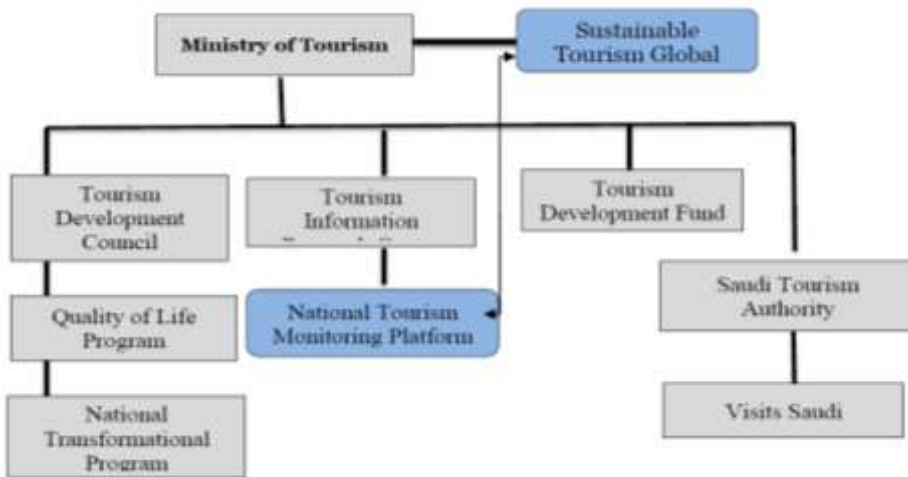 Ministry of Tourism
Sustainable
Tourism Global
Tourism
Development
Council
Tourism
Information
Tourism
Development Fund
Quality of Life
Program
National Tourism
Monitoring Platform
Saudi Tourism
Authority
National
Transformational
Program
Visits Saudi